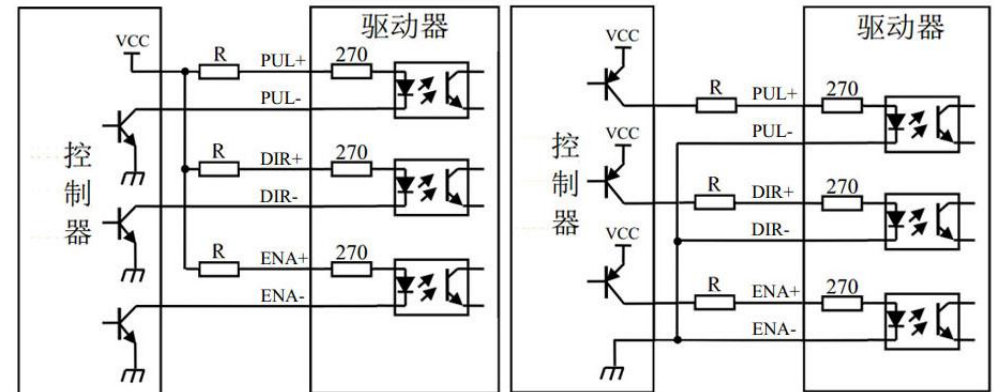 驱动器
VCC
R
PUL+
270
PUL-
控
制
器
R
DIR+
270
DIR-
R
ENA+
270
ENA-
驱动器
VCC
R
PUL+
270
PUL-
控
制
器
VCC
R
DIR+
270
DIR-
VCC
R
ENA+
270
ENA-